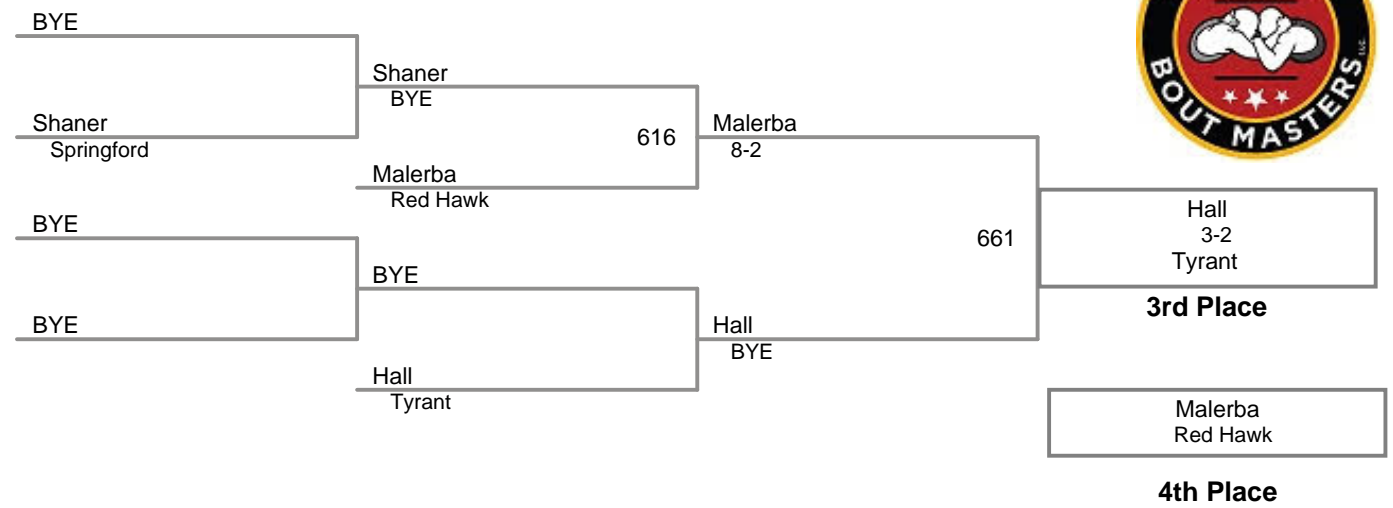 BYE
Shaner
BYE
Shaner
Springford
616
Malerba
8-2
Malerba
Red Hawk
BYE
661
Hall
3-2
Tyrant
BYE
3rd Place
BYE
Hall
BYE
Hall
Tyrant
Malerba
Red Hawk
4th Place
BOUT MASTERS, LLC.